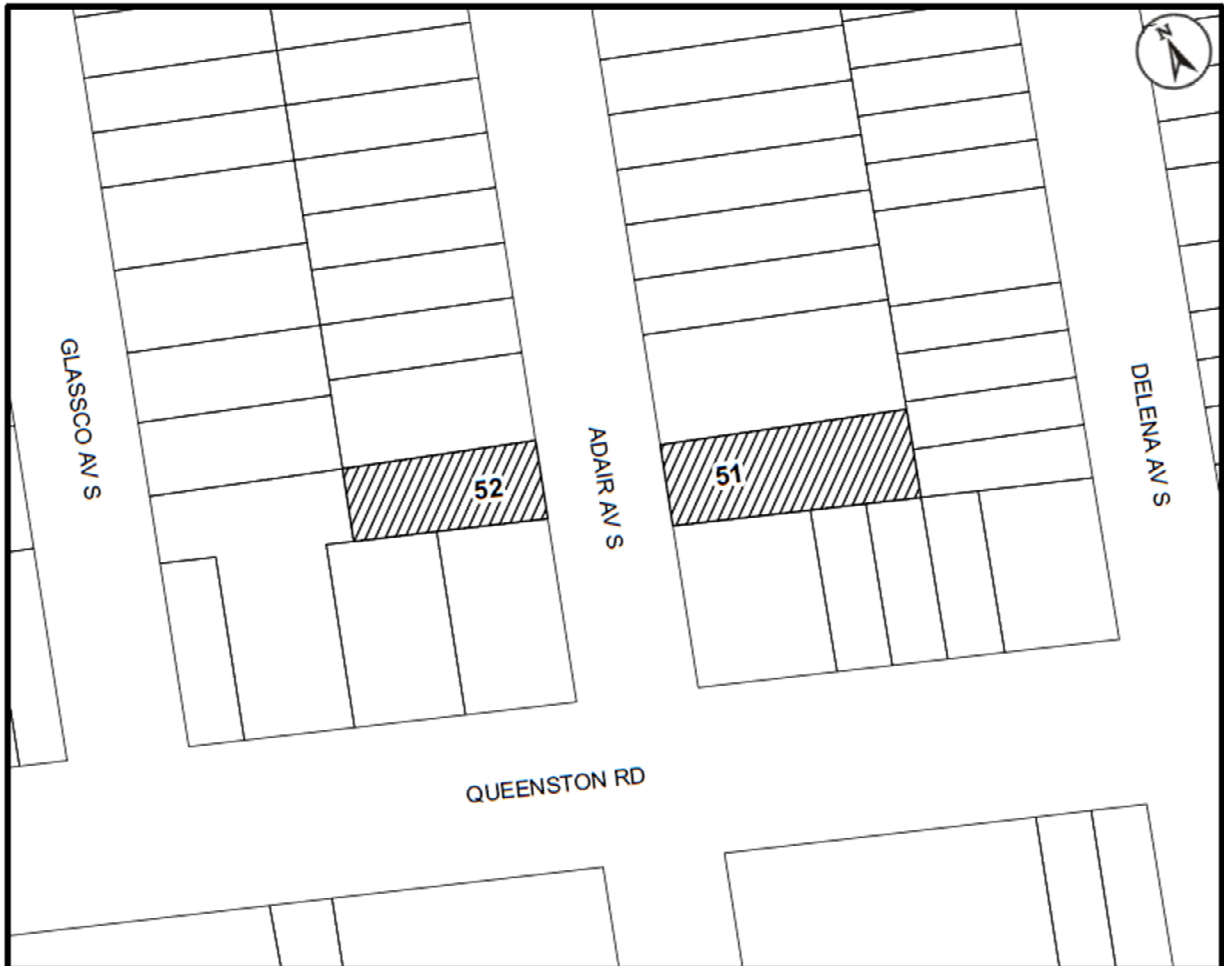 N
GLASSCO AV S
ADAIR AV S
DELENA AV S
52
51
QUEENSTON RD